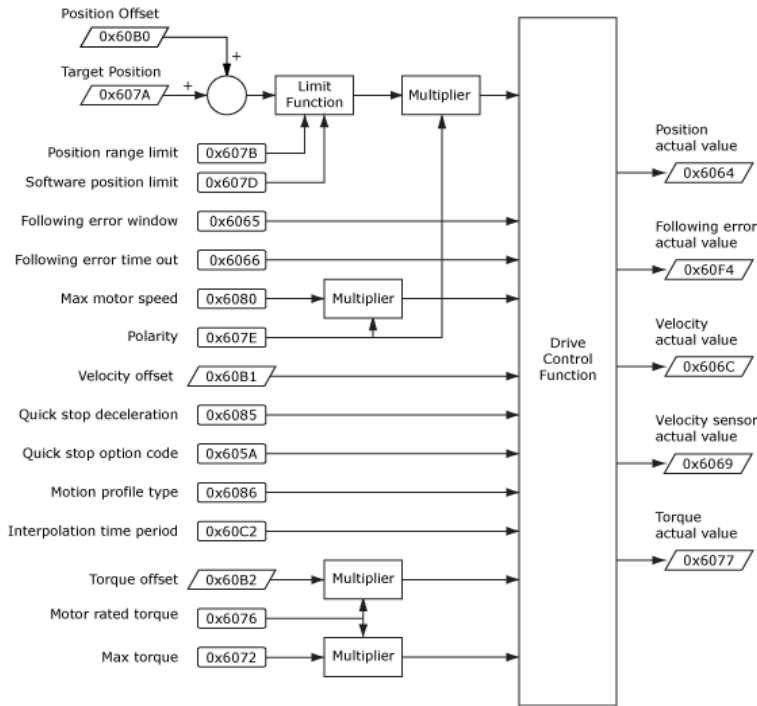 Position Offset
0x60B0
+
Target Position
+
0x607A
Limit
Function
Multiplier
Position range limit
0x607B
Software position limit
0x607D
Following error window
0x6065
Following error time out
0x6066
Max motor speed
0x6080
Multiplier
Polarity
0x607E
Velocity offset
0x60B1
Quick stop deceleration
0x6085
Quick stop option code
0x605A
Motion profile type
0x6086
Interpolation time period
0x60C2
Torque offset
0x60B2
Multiplier
Motor rated torque
0x6076
Max torque
0x6072
Multiplier
Drive
Control
Function
Position
actual value
0x6064
Following error
actual value
0x60F4
Velocity
actual value
0x606C
Velocity sensor
actual value
0x6069
Torque
actual value
0x6077